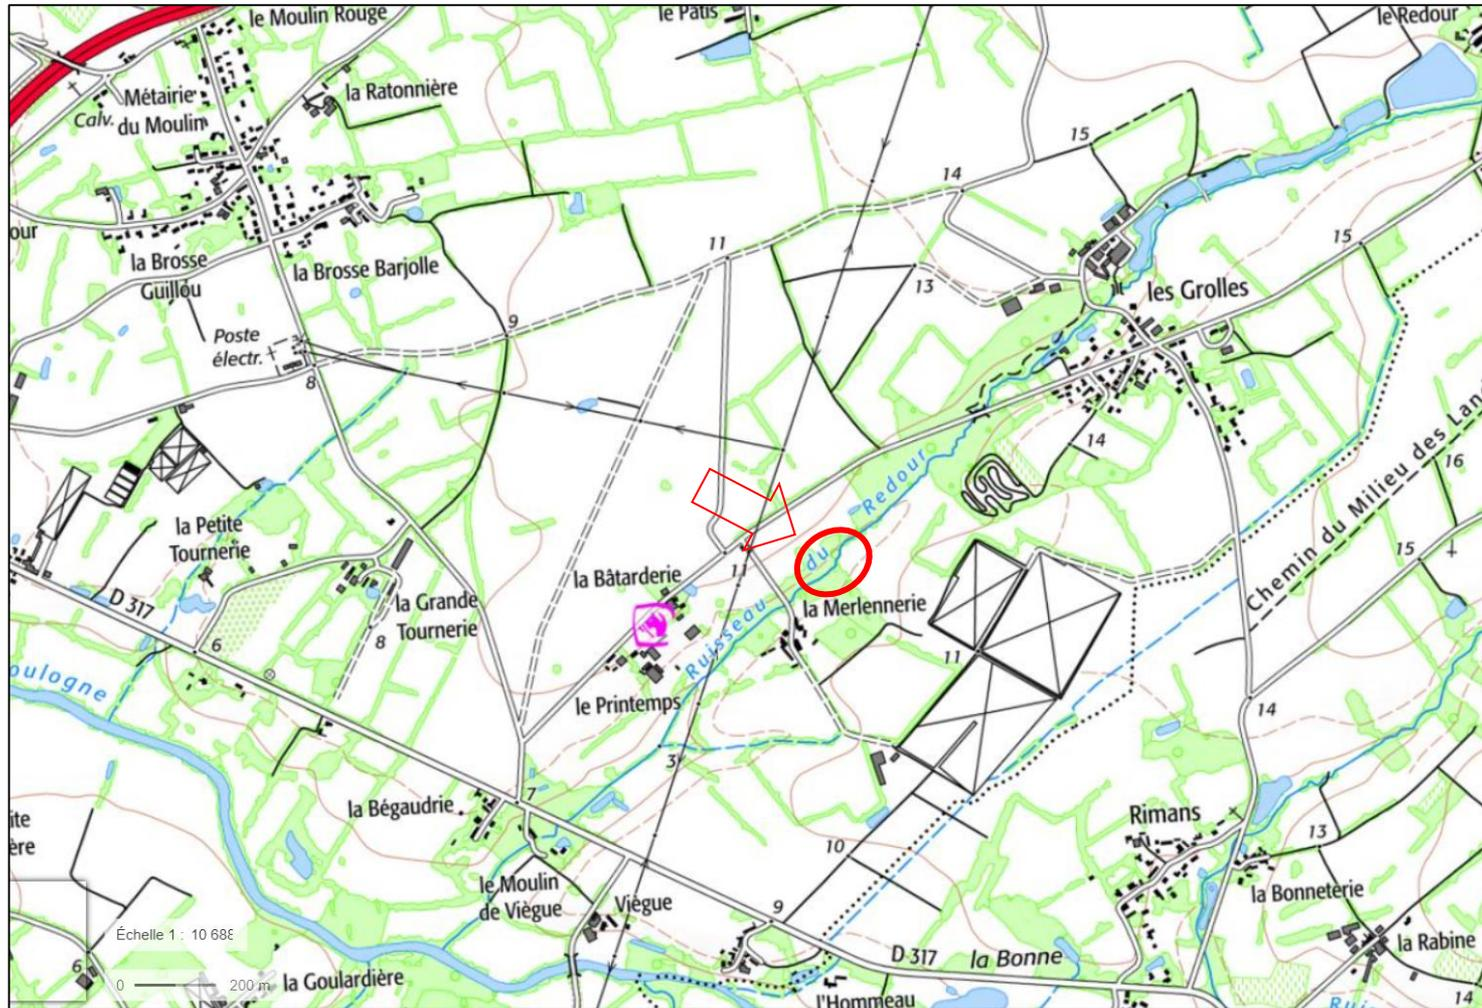 le Moulin Rouge
le Patis
le Redour
la Ratonnière
Métairie
du Moulin
Calv.
15
14
our
11
15
la Brosse
Guillou
la Brosse Barjolle
13
les Grolles
Poste
électr.
9
8
14
Chemin du Milieu des Lan
16
Redour
la Petite
Tournerie
du
15
11
la Bâtarderie
D 317
la Grande
Tournerie
la Merlennerie
Ruisseau
8
6
11
oulogne
le Printemps
14
3
7
la Bégaudrie
ite
ère
Rimans
13
10
le Moulin
de Viègue
Viègue
la Bonneterie
9
Échelle 1 : 10 688
la Rabine
6
D 317
la Bonne
0
200 m
la Goulardière
l'Hommeau
14